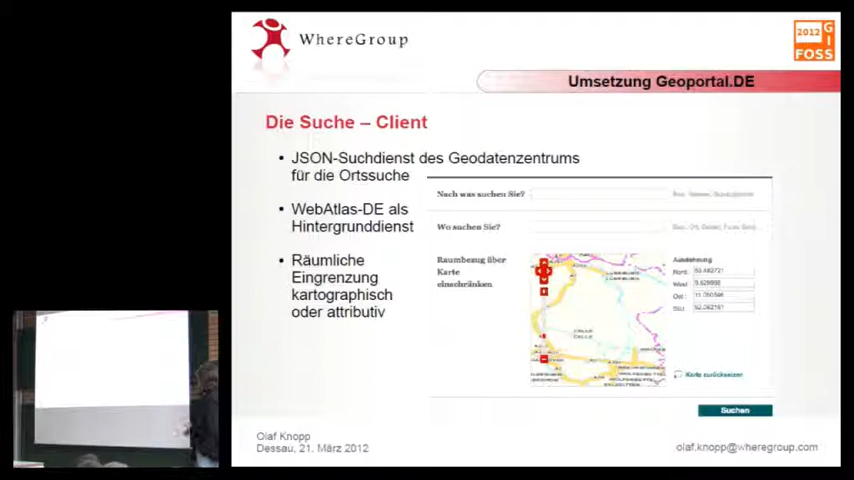 WhereGroup
2012
GI
FOSS
Umsetzung Geoportal.DE
Die Suche – Client
• JSON-Suchdienst des Geodatenzentrums
für die Ortssuche
• WebAtlas-DE als
Hintergrunddienst
• Räumliche
Eingrenzung
kartographisch
oder attributiv
Nach was suchen Sie?
Wo suchen Sie?
Raumbezug über
Karte
einschränken
Ausdehnung
Nord:
West:
Ost:
Süd:
CELLE
Karte zurücksetzen
Suchen
Olaf Knopp
Dessau, 21. März 2012
olaf.knopp@wheregroup.com